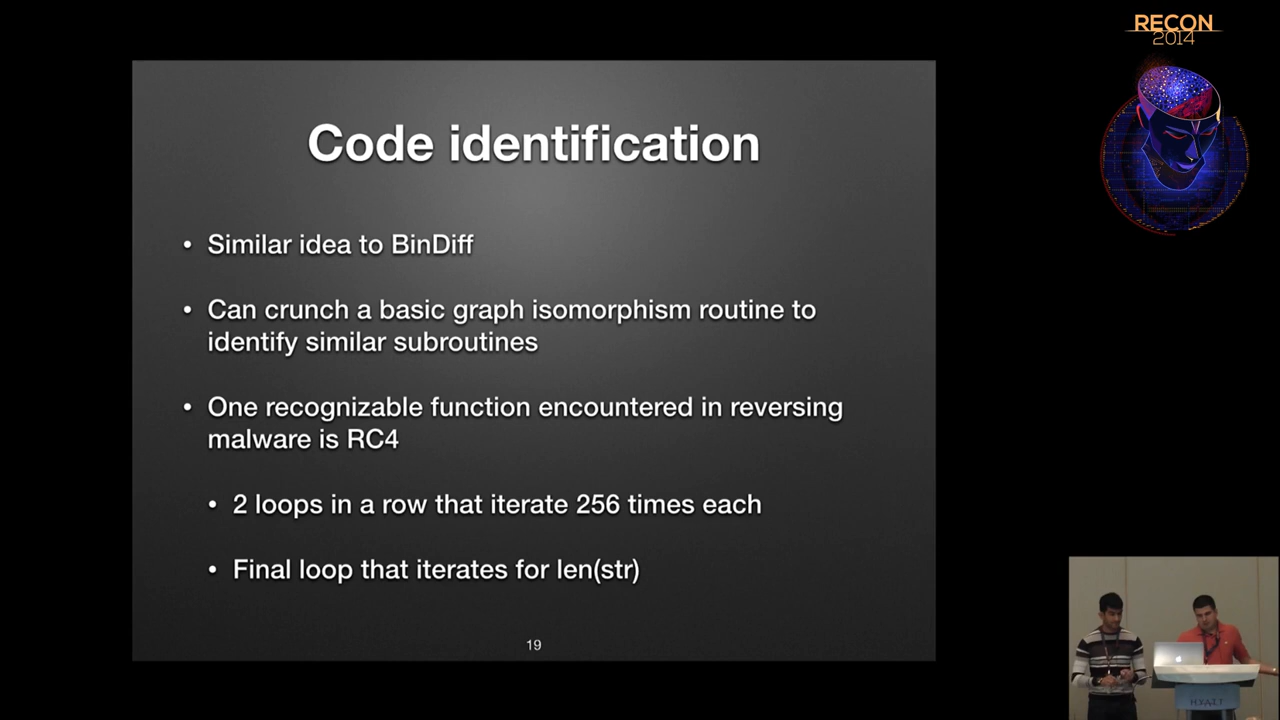 RECON
2014
Code identification
• Similar idea to BinDiff
• Can crunch a basic graph isomorphism routine to
identify similar subroutines
• One recognizable function encountered in reversing
malware is RC4
• 2 loops in a row that iterate 256 times each
• Final loop that iterates for len(str)
19
HYATT